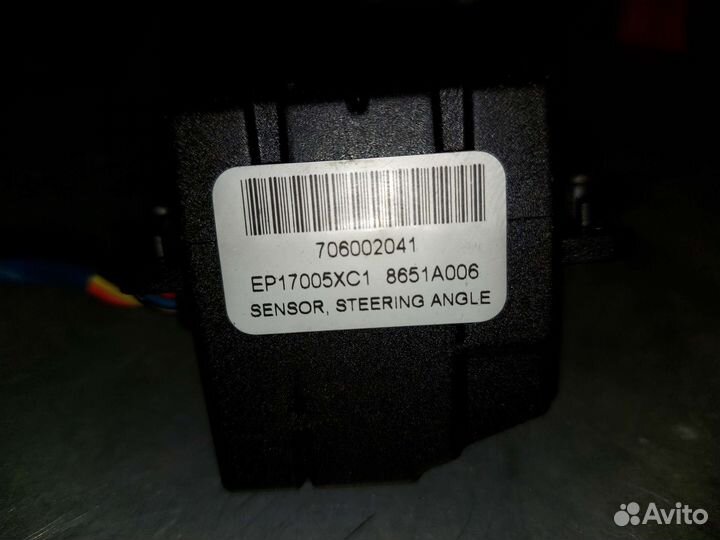 706002041
EP17005XC1 8651A006
SENSOR, STEERING ANGLE
Avito